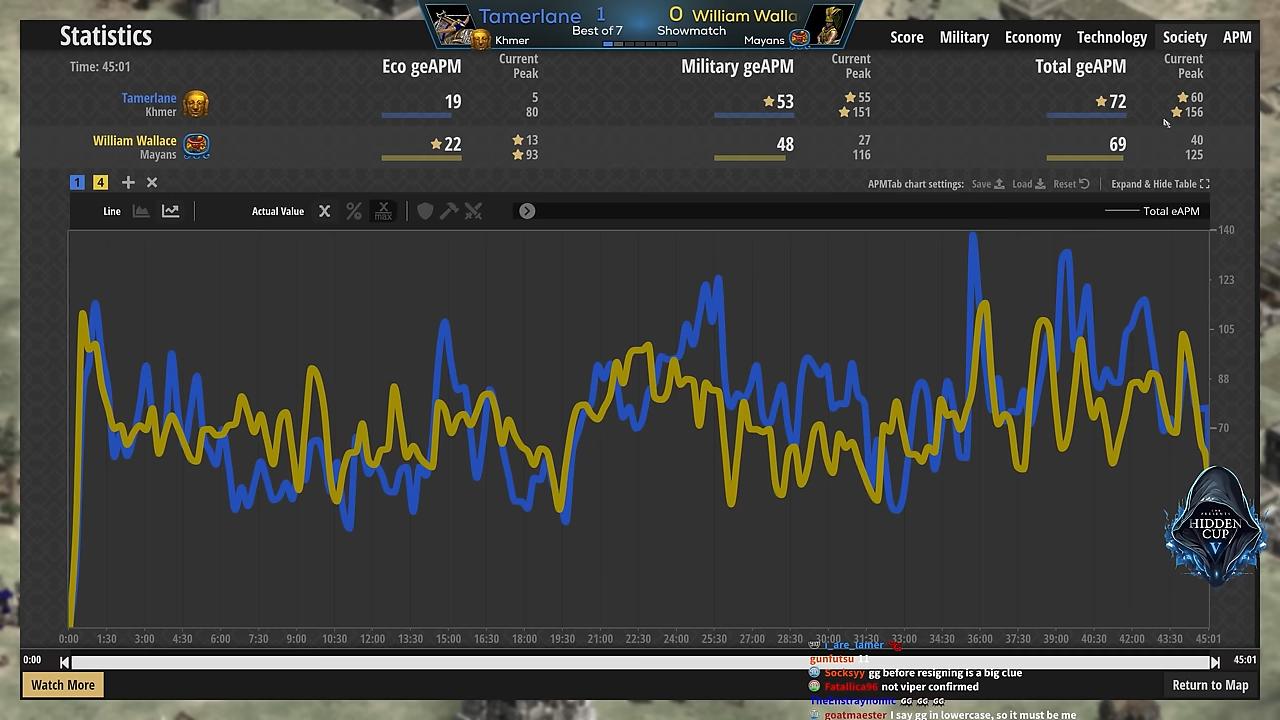 Tamerlane 1
0 William Walla
Best of 7
Showmatch
Khmer
Mayans
Statistics
Score Military Economy Technology Society APM
Time: 45:01
Eco geAPM
Current
Peak
Military geAPM
Current
Peak
Total geAPM
Current
Peak
Tamerlane
Khmer
19
5
80
53
55
151
72
60
156
William Wallace
Mayans
22
13
93
48
27
116
69
40
125
1 4
APMTab chart settings: Save Load Reset Expand & Hide Table
Line
Actual Value X % X max
Total eAPM
140
123
105
88
70
0:00 1:30 3:00 4:30 6:00 7:30 9:00 10:30 12:00 13:30 15:00 16:30 18:00 19:30 21:00 22:30 24:00 25:30 27:00 28:30 30:00 31:30 33:00 34:30 36:00 37:30 39:00 40:30 42:00 43:30 45:01
HIDDEN
CUP
V
0:00
45:01
i_are_lamer
gunfutsu 11
Socksyy gg before resigning is a big clue
Fatallica96 not viper confirmed
GG GG GG
goatmaester I say gg in lowercase, so it must be me
Watch More
Return to Map